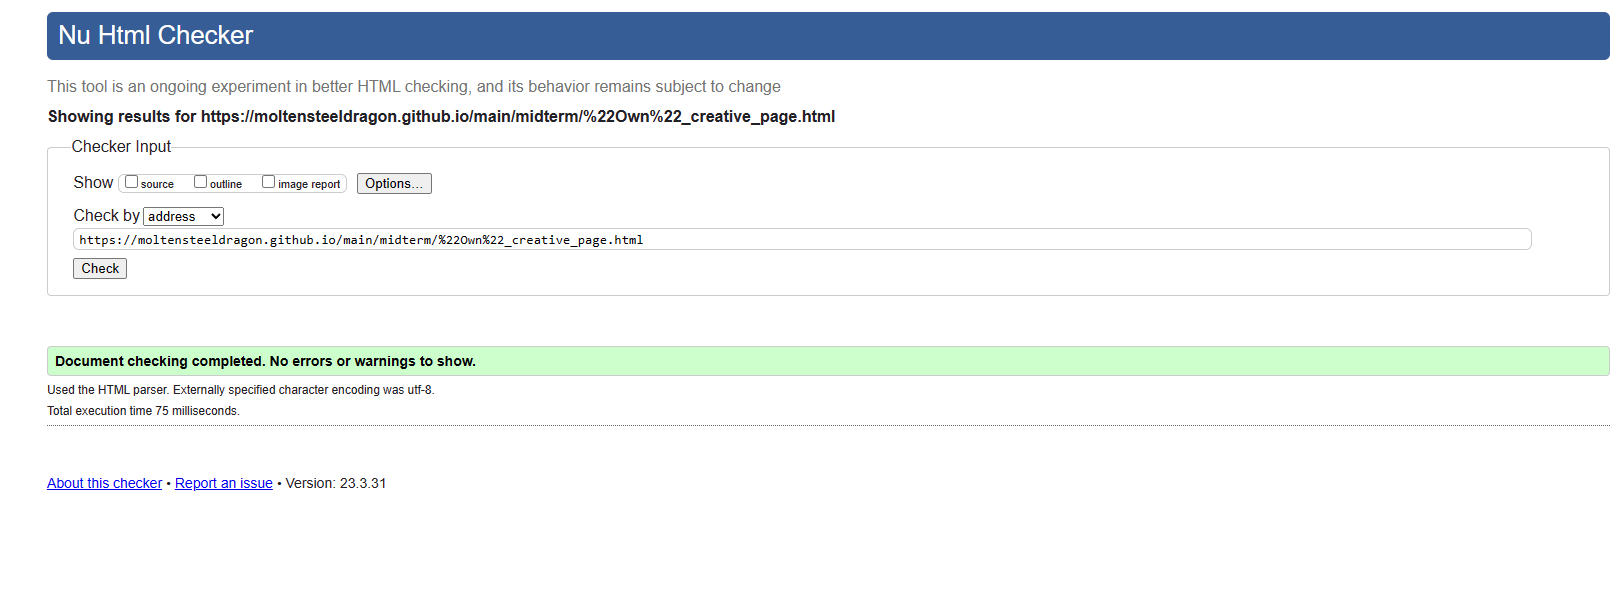 Nu Html Checker
This tool is an ongoing experiment in better HTML checking, and its behavior remains subject to change
Showing results for https://moltensteeldragon.github.io/main/midterm/%22Own%22_creative_page.html
Checker Input
Show source outline image report Options...
Check by address
https://moltensteeldragon.github.io/main/midterm/%22Own%22_creative_page.html
Check
Document checking completed. No errors or warnings to show.
Used the HTML parser. Externally specified character encoding was utf-8.
Total execution time 75 milliseconds.
About this checker • Report an issue • Version: 23.3.31